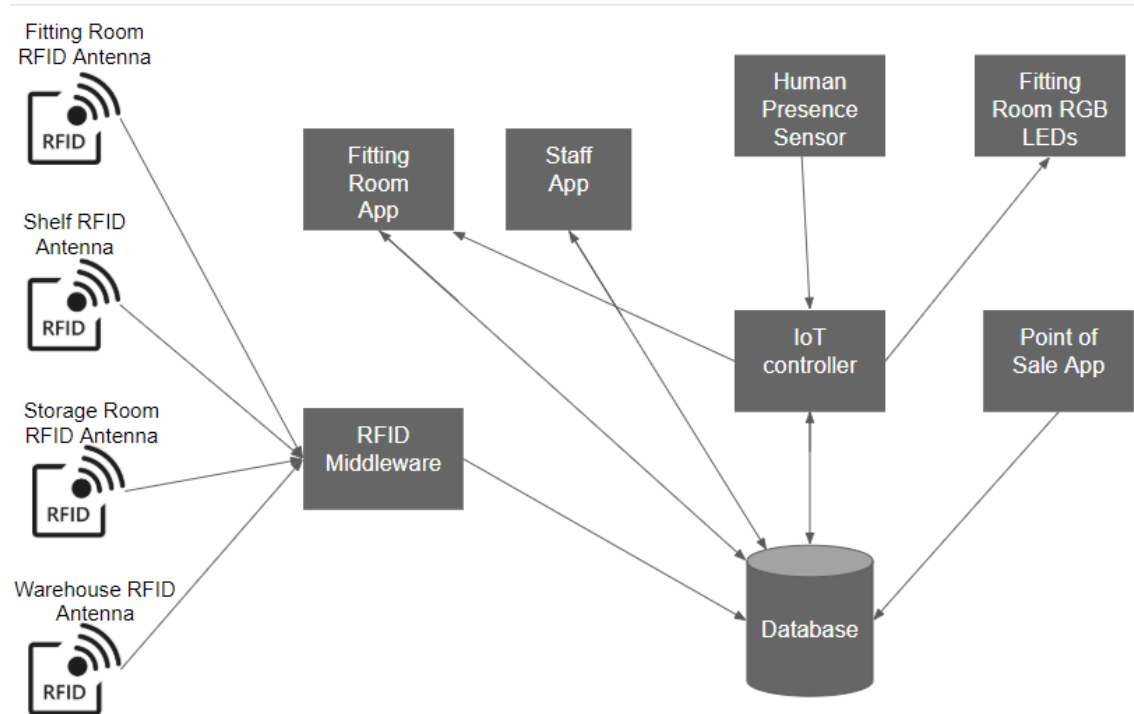 Fitting Room
RFID Antenna
RFID
Shelf RFID
Antenna
RFID
Storage Room
RFID Antenna
RFID
Warehouse RFID
Antenna
RFID
Fitting
Room
App
Staff
App
Human
Presence
Sensor
Fitting
Room RGB
LEDs
IoT
controller
Point of
Sale App
RFID
Middleware
Database